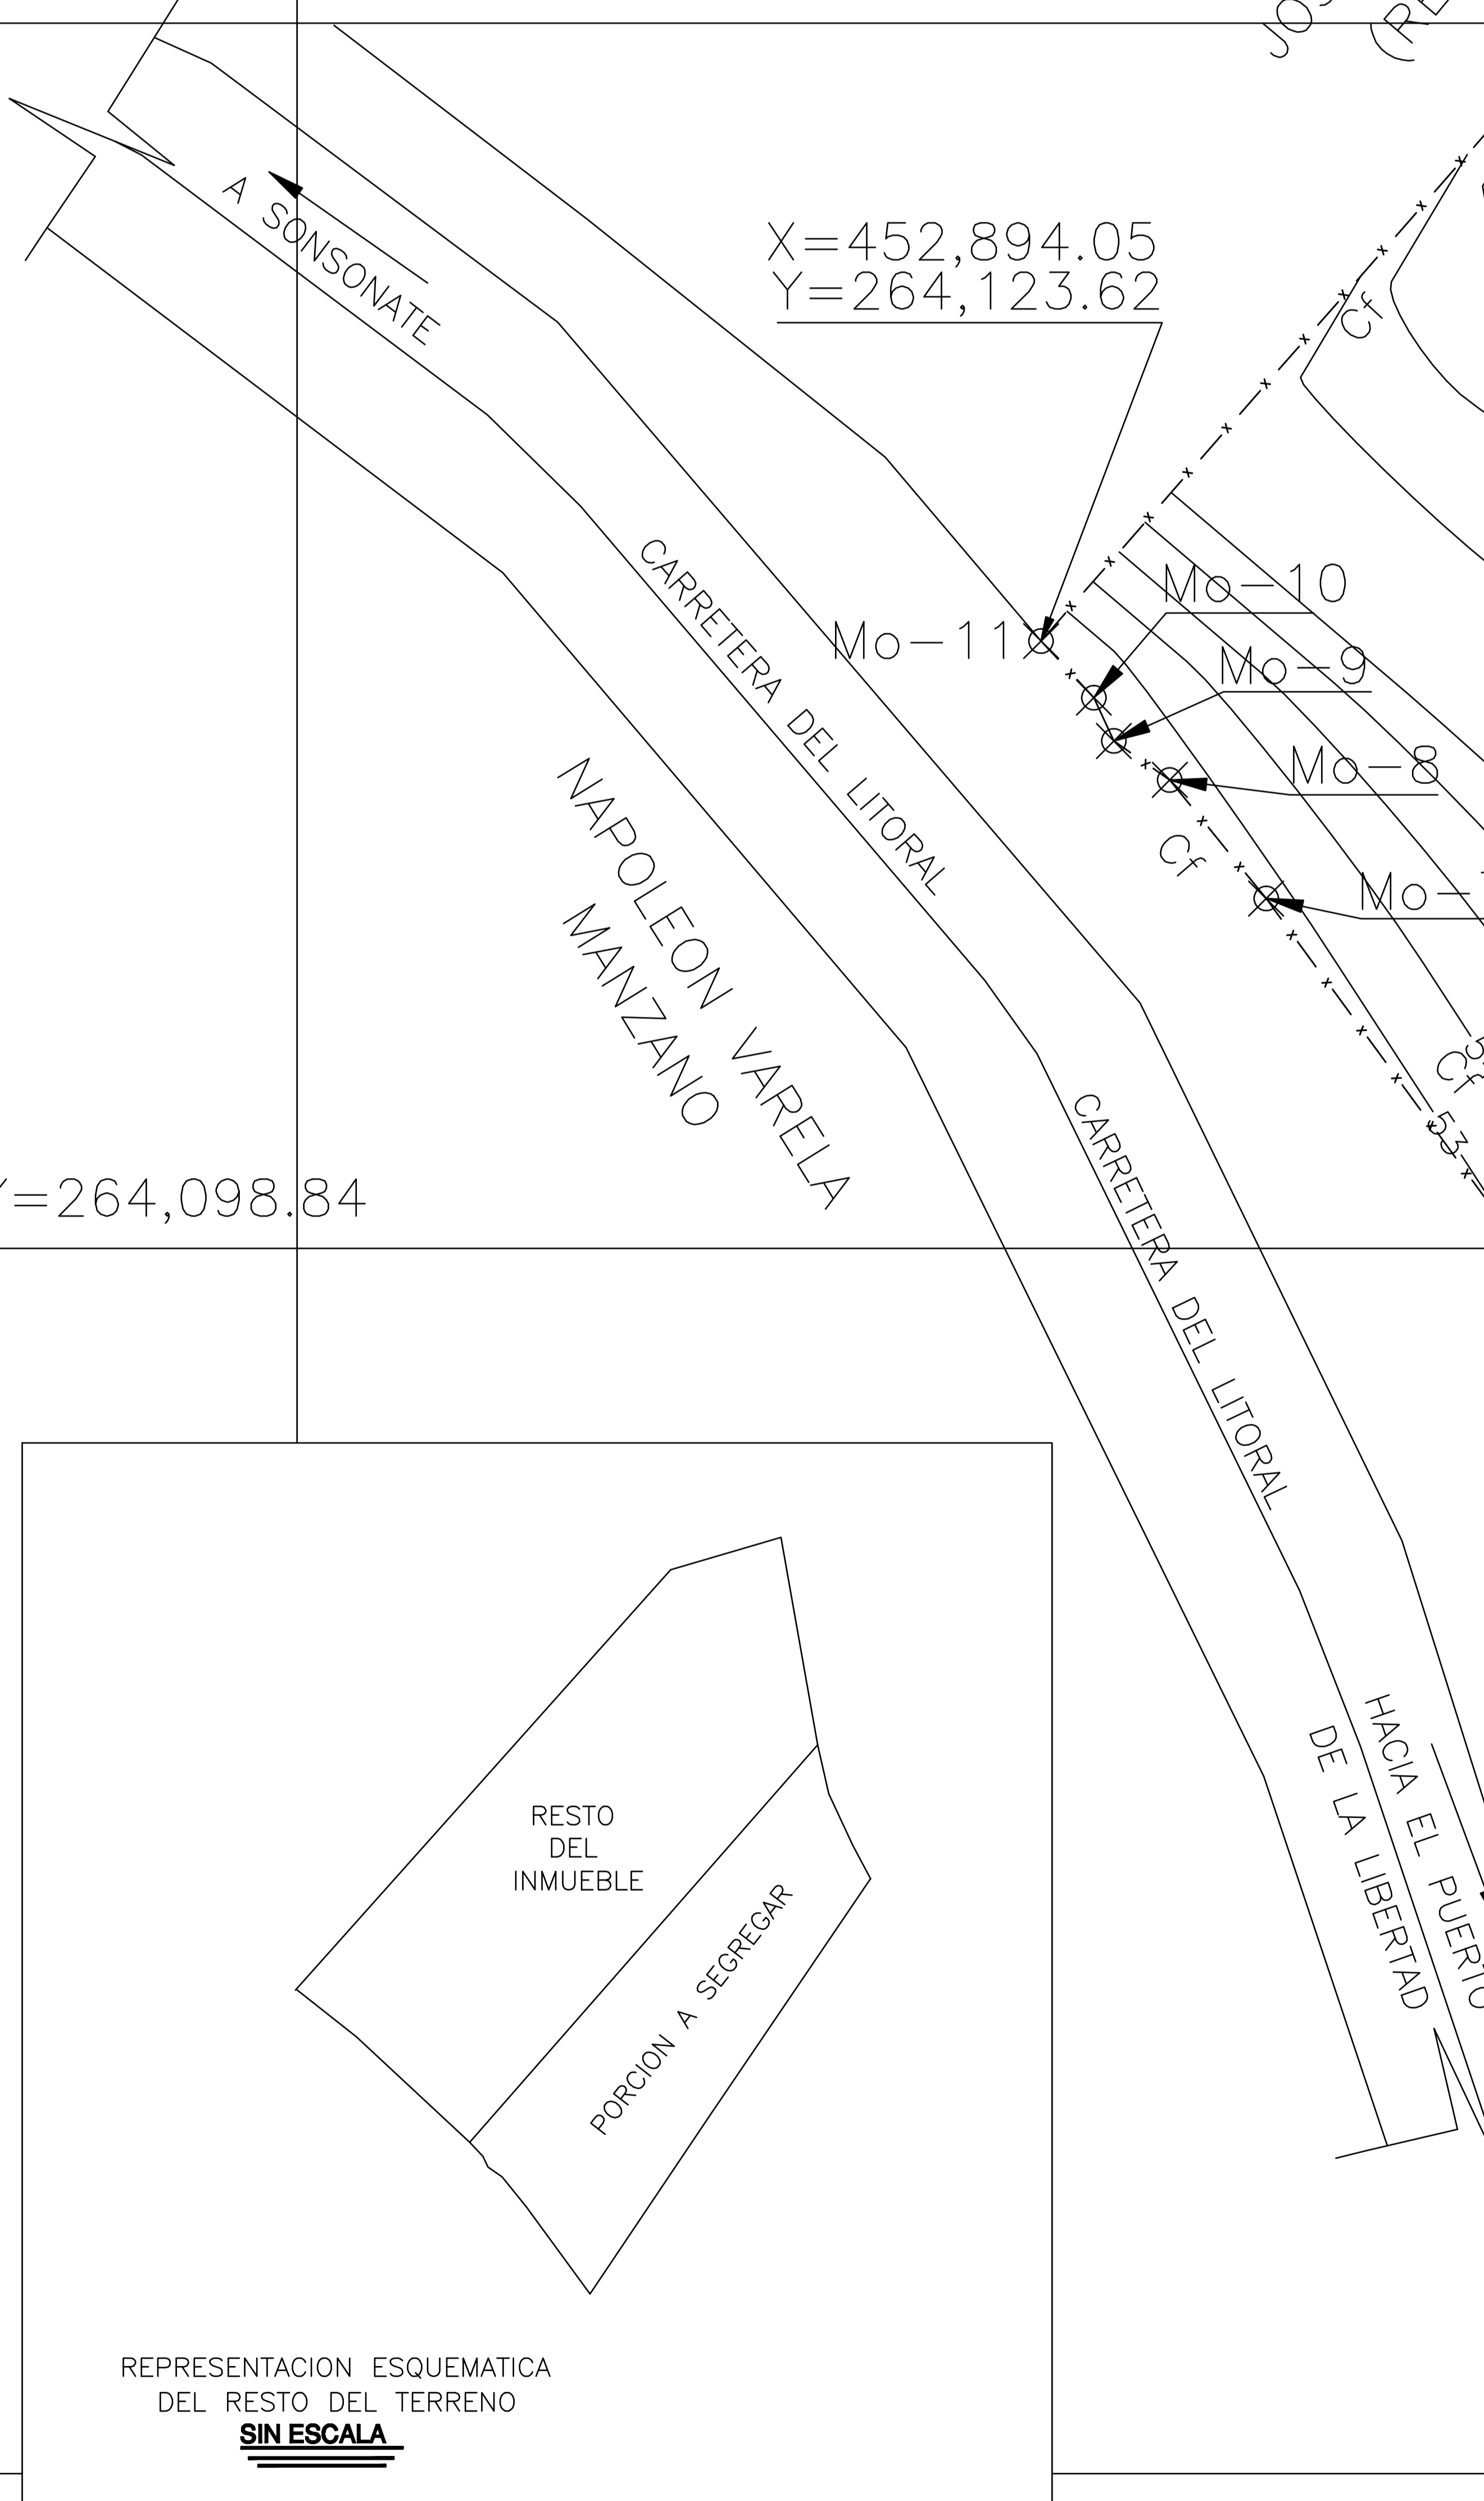 A SONSONATE
X=452,894.05
Y=264,123.62
Cf
Mo-10
Mo-11
Mo-9
Mo-8
Cf
Mo-
CARRETERA DEL LITORAL
NAPOLEON VARELA
MANZANO
Y=264,098.84
CARRETERA DEL LITORAL
HACIA EL PUERTO
DE LA LIBERTAD
RESTO
DEL
INMUEBLE
PORCION A SEGREGAR
REPRESENTACION ESQUEMATICA
DEL RESTO DEL TERRENO
SIN ESCALA